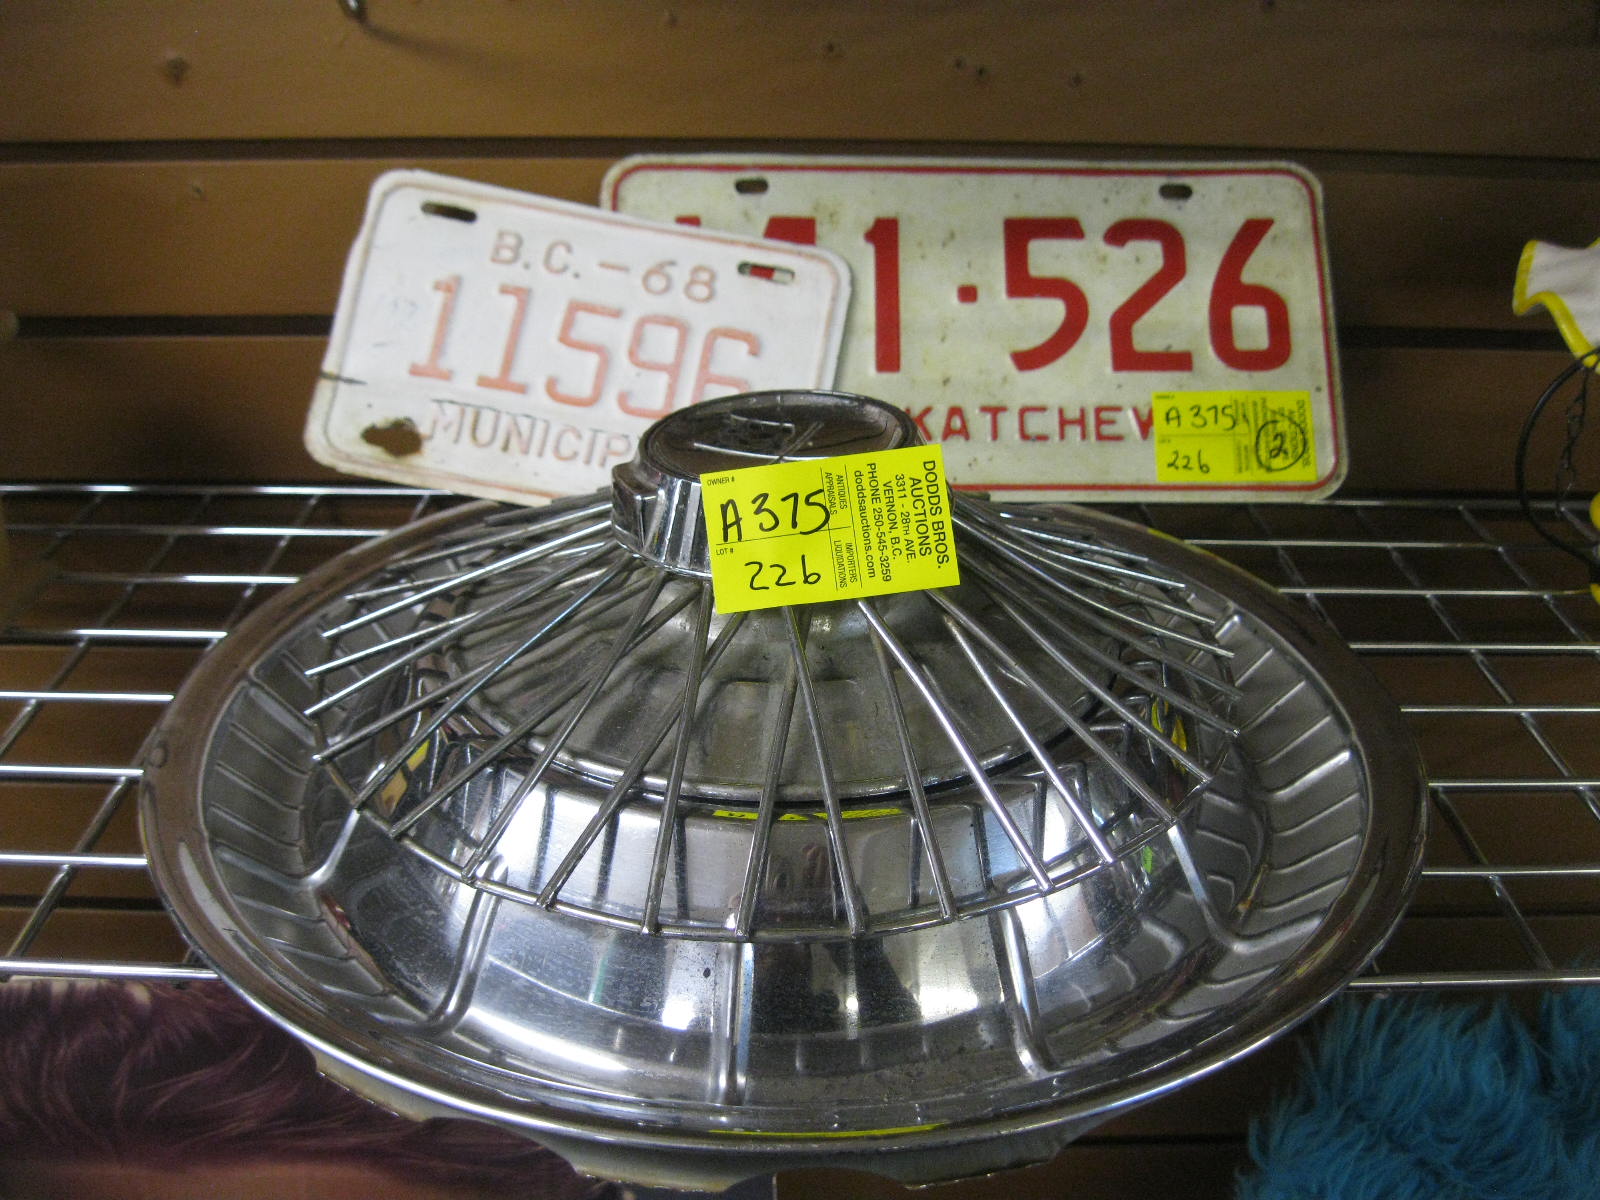 B.C. - 68
11596
MUNICIP
1·526
KATCHEW
A 375
226
2
OWNER #
A 375
LOT #
226
ANTIQUES
APPRAISALS
IMPORTERS
LIQUIDATIONS
DODDS BROS.
AUCTIONS
3311 - 28TH AVE.
VERNON, B.C.
PHONE 250-545-3259
doddsauctions.com